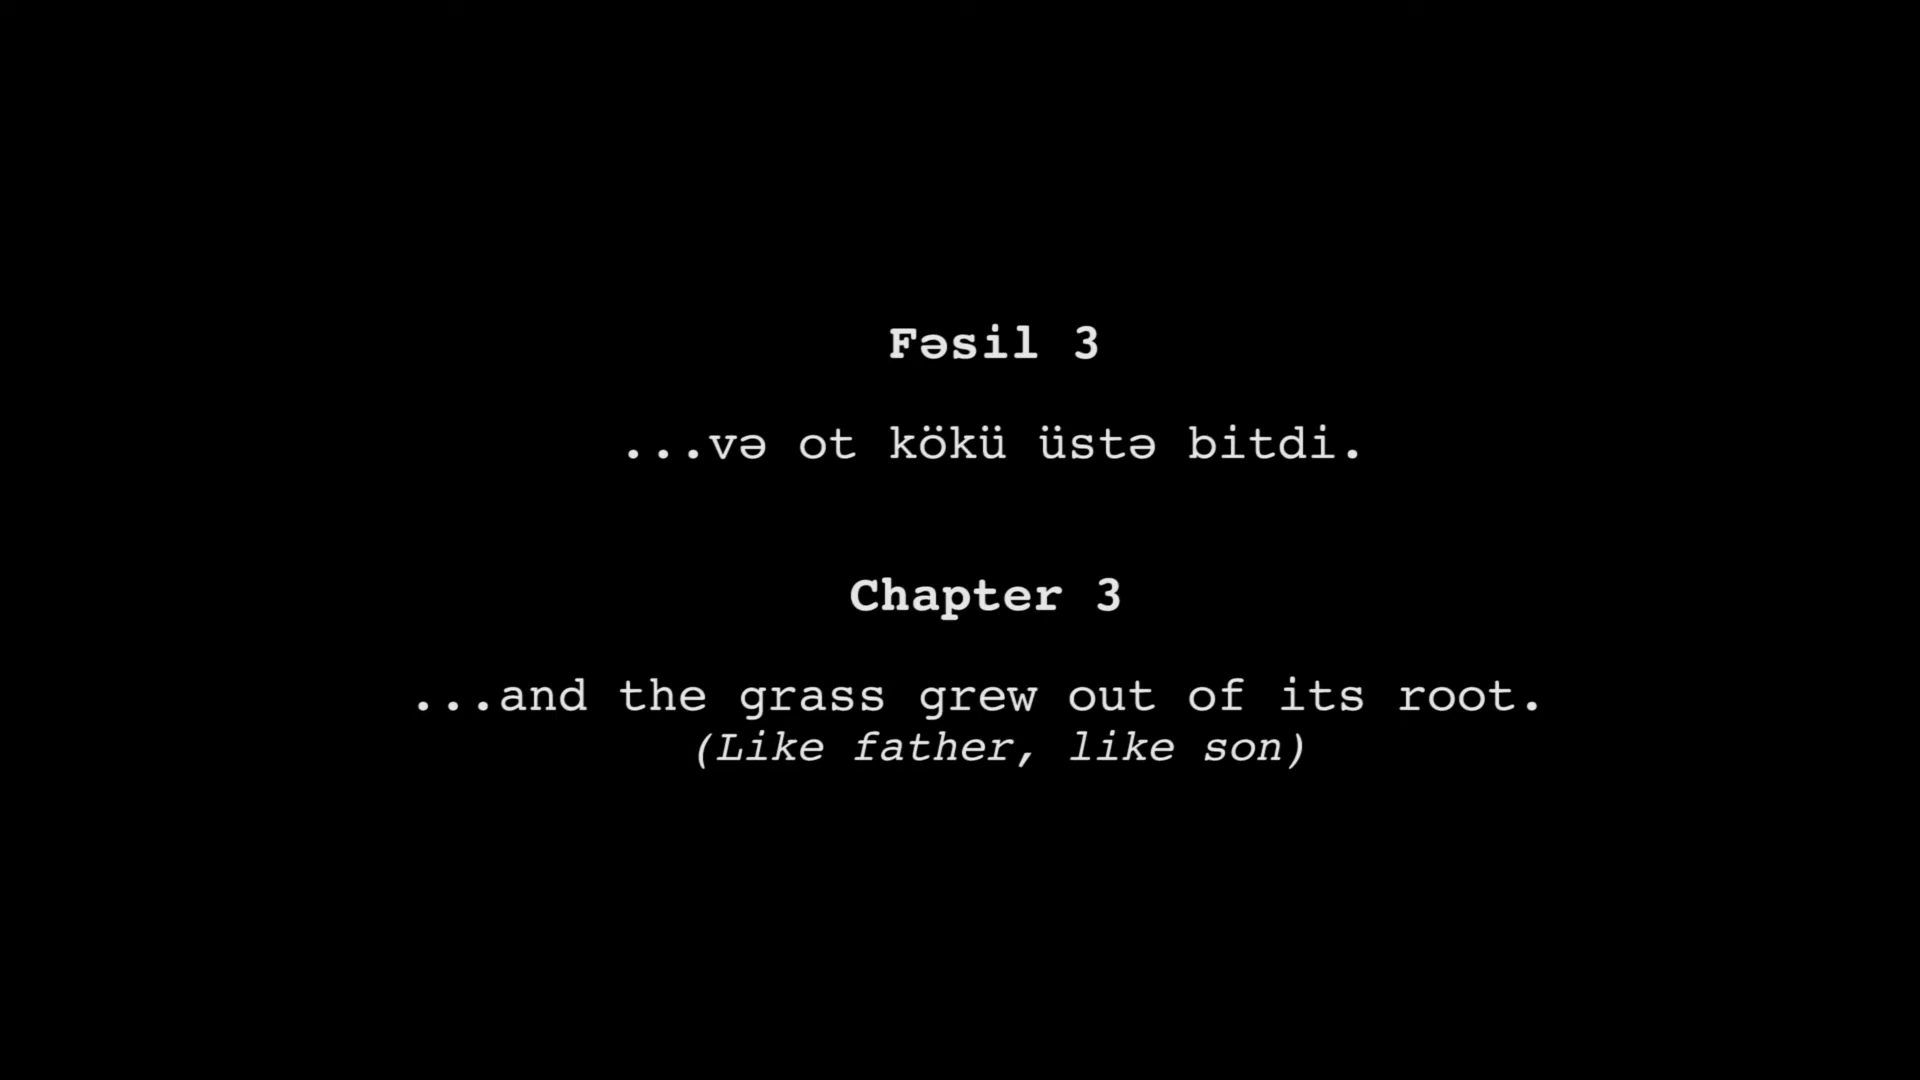 Fəsil 3
...və ot kökü üstə bitdi.
Chapter 3
...and the grass grew out of its root.
(Like father, like son)